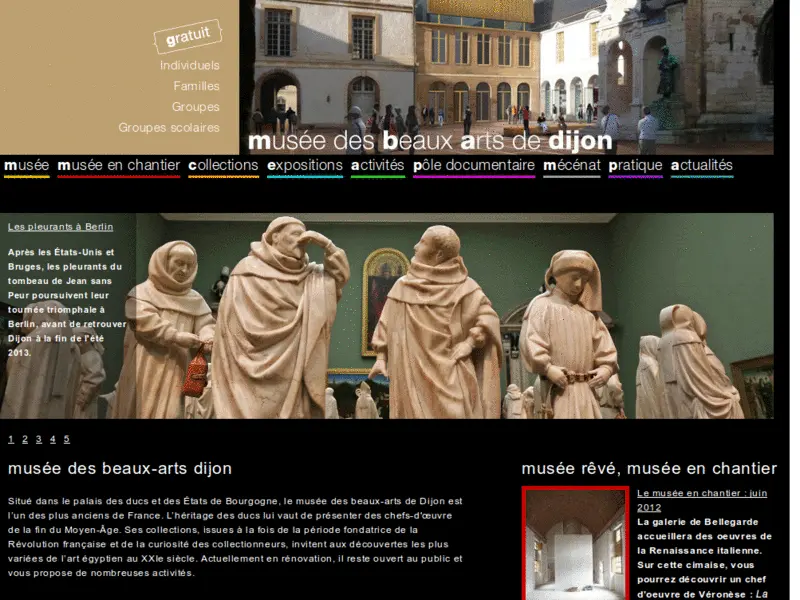 gratuit
Individuels
Familles
Groupes
Groupes scolaires
musée des beaux arts de dijon
musée musée en chantier collections expositions activités pôle documentaire mécénat pratique actualités
Les pleurants à Berlin
Après les États-Unis et
Bruges, les pleurants du
tombeau de Jean sans
Peur poursuivent leur
tournée triomphale à
Berlin, avant de retrouver
Dijon à la fin de l'été
2013.
1 2 3 4 5
musée des beaux-arts dijon
Situé dans le palais des ducs et des États de Bourgogne, le musée des beaux-arts de Dijon est
l'un des plus anciens de France. L'héritage des ducs lui vaut de présenter des chefs-d'œuvre
de la fin du Moyen-Âge. Ses collections, issues à la fois de la période fondatrice de la
Révolution française et de la curiosité des collectionneurs, invitent aux découvertes les plus
variées de l'art égyptien au XXIe siècle. Actuellement en rénovation, il reste ouvert au public et
vous propose de nombreuses activités.
musée rêvé, musée en chantier
Le musée en chantier : juin
2012
La galerie de Bellegarde
accueillera des oeuvres de
la Renaissance italienne.
Sur cette cimaise, vous
pourrez découvrir un chef
d'oeuvre de Véronèse : La